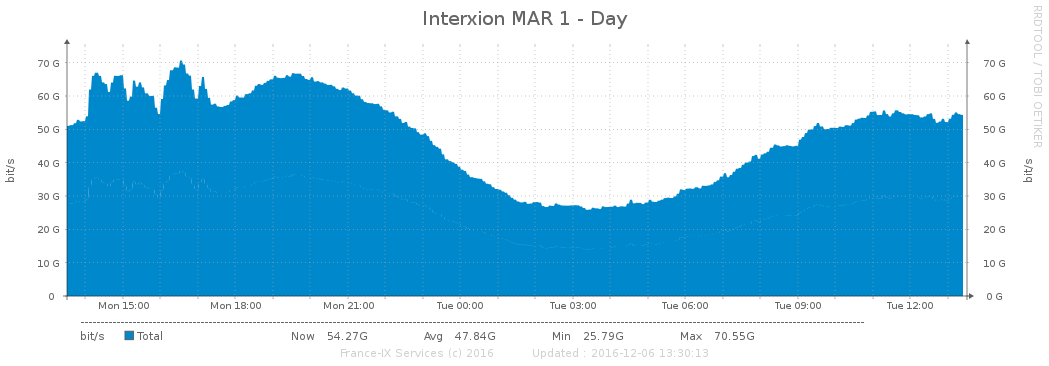 Interxion MAR 1 - Day
RRDTOOL / TOBI OETIKER
bit/s
70 G 70 G
60 G 60 G
50 G 50 G
40 G 40 G
30 G 30 G
20 G 20 G
10 G 10 G
0 0 G
bit/s
Mon 15:00 Mon 18:00 Mon 21:00 Tue 00:00 Tue 03:00 Tue 06:00 Tue 09:00 Tue 12:00
bit/s Total Now 54.27G Avg 47.84G Min 25.79G Max 70.55G
France-IX Services (c) 2016 Updated : 2016-12-06 13:30:13